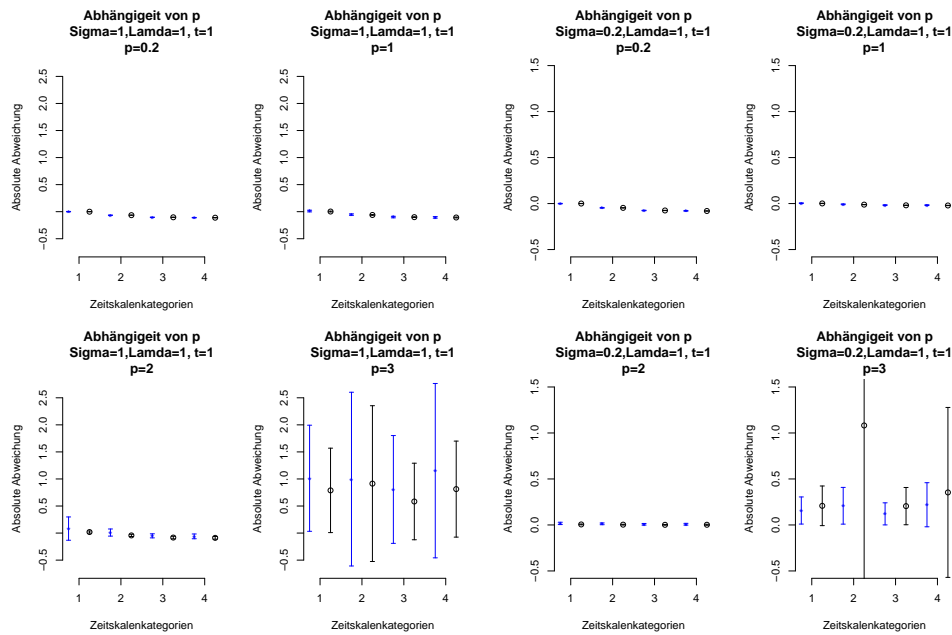 Abhängigeit von p
Sigma=1,Lamda=1, t=1
p=0.2
Absolute Abweichung
−0.5
0.5
1.0
1.5
2.0
2.5
1
2
3
4
Zeitskalenkategorien
Abhängigeit von p
Sigma=1,Lamda=1, t=1
p=1
Absolute Abweichung
−0.5
0.5
1.0
1.5
2.0
2.5
1
2
3
4
Zeitskalenkategorien
Abhängigeit von p
Sigma=0.2,Lamda=1, t=1
p=0.2
Absolute Abweichung
−0.5
0.0
0.5
1.0
1.5
1
2
3
4
Zeitskalenkategorien
Abhängigeit von p
Sigma=0.2,Lamda=1, t=1
p=1
Absolute Abweichung
−0.5
0.0
0.5
1.0
1.5
1
2
3
4
Zeitskalenkategorien
Abhängigeit von p
Sigma=1,Lamda=1, t=1
p=2
Absolute Abweichung
−0.5
0.5
1.0
1.5
2.0
2.5
1
2
3
4
Zeitskalenkategorien
Abhängigeit von p
Sigma=1,Lamda=1, t=1
p=3
Absolute Abweichung
−0.5
0.5
1.0
1.5
2.0
2.5
1
2
3
4
Zeitskalenkategorien
Abhängigeit von p
Sigma=0.2,Lamda=1, t=1
p=2
Absolute Abweichung
−0.5
0.0
0.5
1.0
1.5
1
2
3
4
Zeitskalenkategorien
Abhängigeit von p
Sigma=0.2,Lamda=1, t=1
p=3
Absolute Abweichung
−0.5
0.0
0.5
1.0
1.5
1
2
3
4
Zeitskalenkategorien